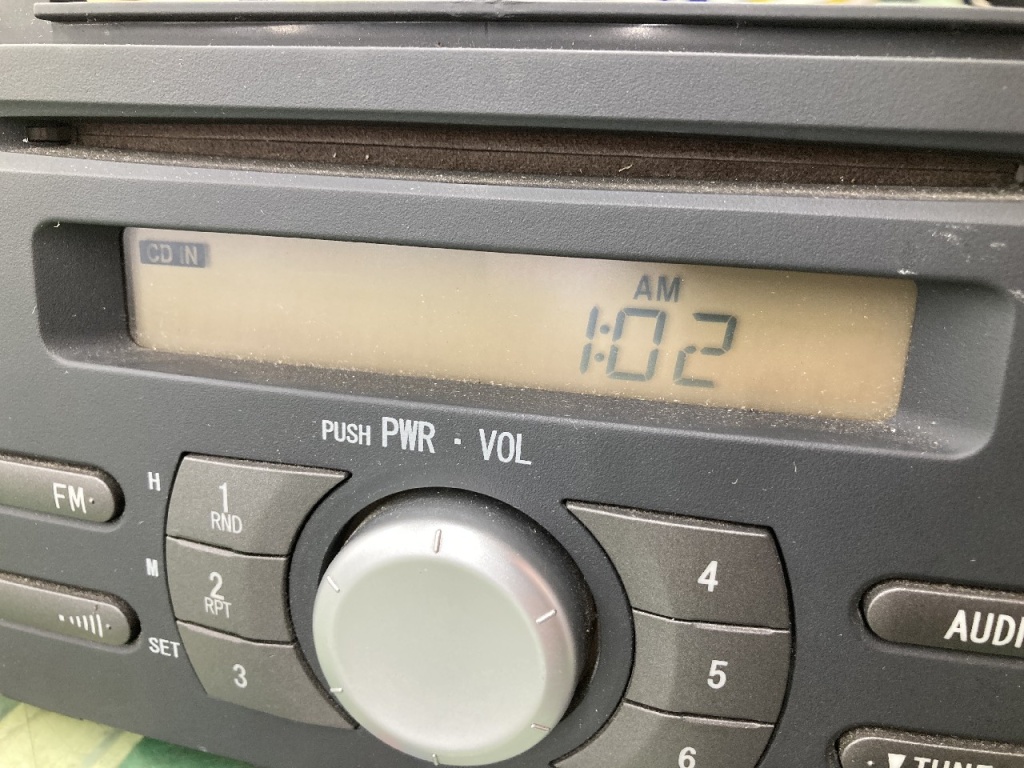 CD IN
AM
1:02
PUSH PWR · VOL
FM
H
1
RND
M
2
RPT
SET
3
4
5
6
AUDI
▼TUNE